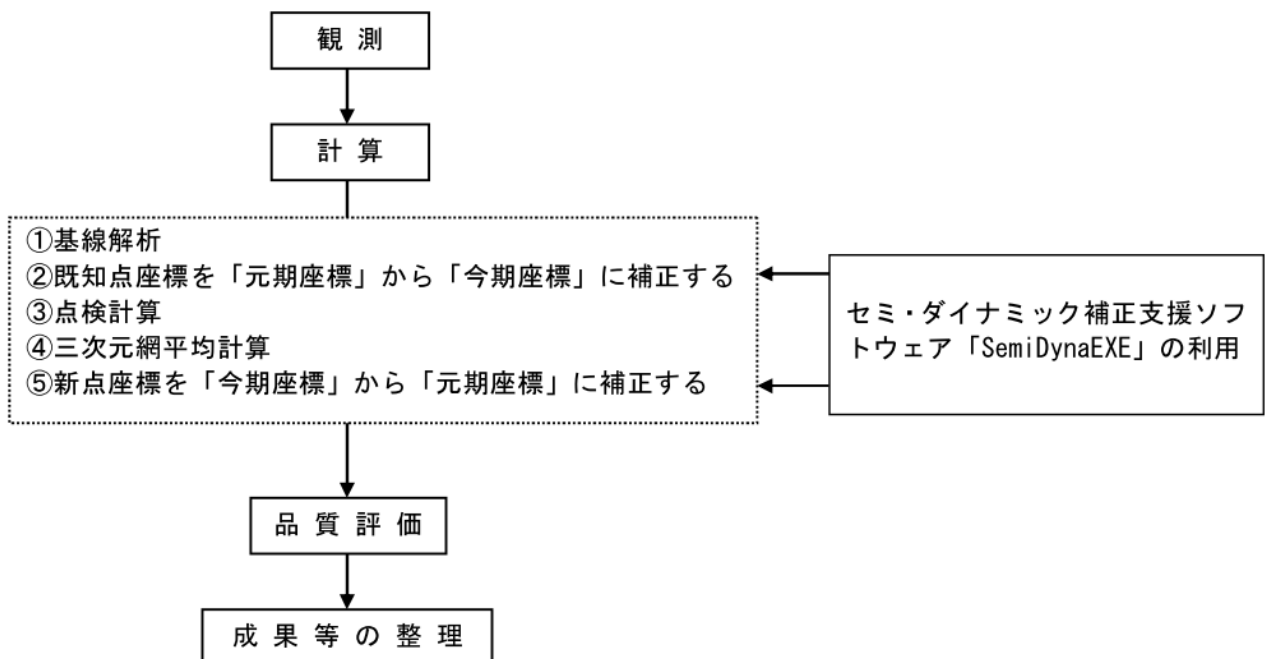 観 測
計 算
①基線解析
②既知点座標を「元期座標」から「今期座標」に補正する
③点検計算
④三次元網平均計算
⑤新点座標を「今期座標」から「元期座標」に補正する
セミ・ダイナミック補正支援ソフ
トウェア「SemiDynaEXE」の利用
品 質 評 価
成 果 等 の 整 理